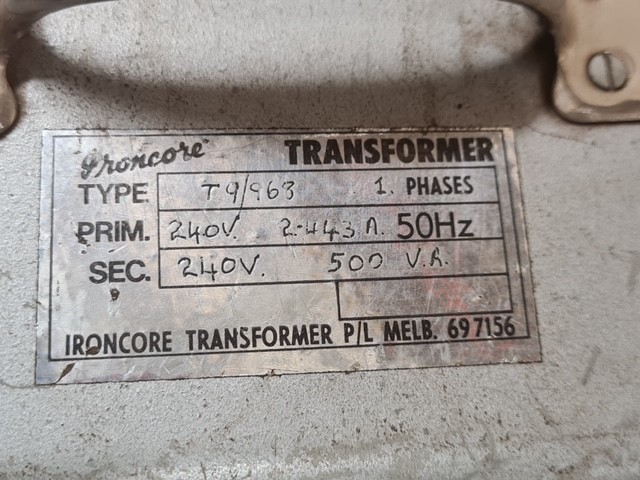 "Ironcore" TRANSFORMER
TYPE T9/963 1. PHASES
PRIM. 240V. 2.443 A. 50Hz
SEC. 240V. 500 V.A.
IRONCORE TRANSFORMER P/L MELB. 697156